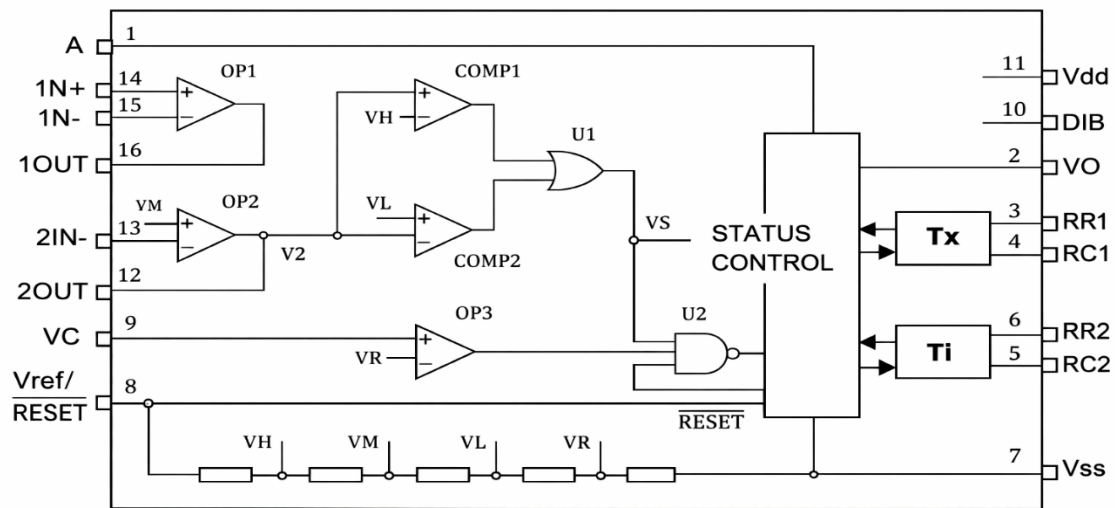 A 1
1N+ 14
1N- 15
1OUT 16
OP1
+
−
COMP1
+
−
VH
U1
11 Vdd
10 DIB
2 VO
VM
OP2
+
−
2IN- 13
V2
2OUT 12
VL
+
−
COMP2
VS
STATUS
CONTROL
Tx
3 RR1
4 RC1
VC 9
VR
OP3
+
−
U2
Ti
6 RR2
5 RC2
Vref/ 8
RESET
RESET
VH VM VL VR
7 Vss